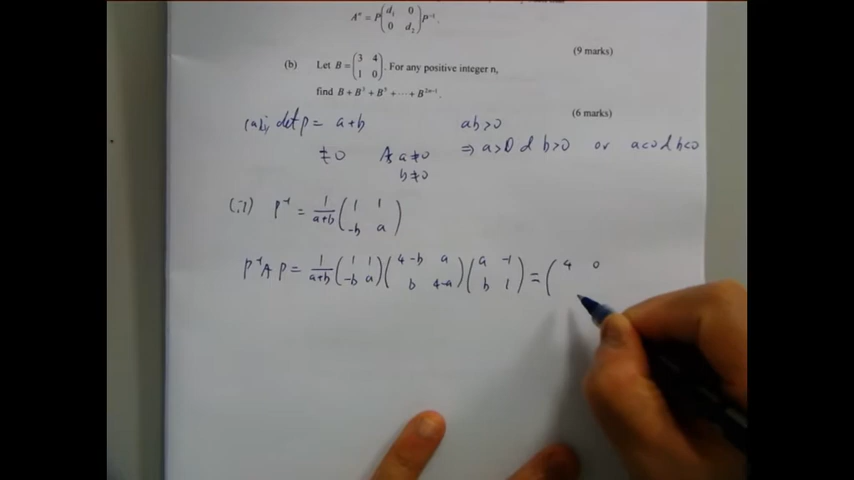 Aⁿ = P(d₁ 0
0 d₂)P⁻¹.
(9 marks)
(b) Let B = (3 4
1 0). For any positive integer n,
find B + B³ + B⁵ + ⋯ + B²ⁿ⁻¹.
(6 marks)
(a)(i) det P = a+b ab>0
≠0 As a≠0 ⇒ a>0 & b>0 or a<0 & b<0
b≠0
(ii) P⁻¹ = 1/(a+b) (1 1
-b a)
P⁻¹AP = 1/(a+b) (1 1 (4-b a (a -1 = (4 0
-b a) b 4-a) b 1)